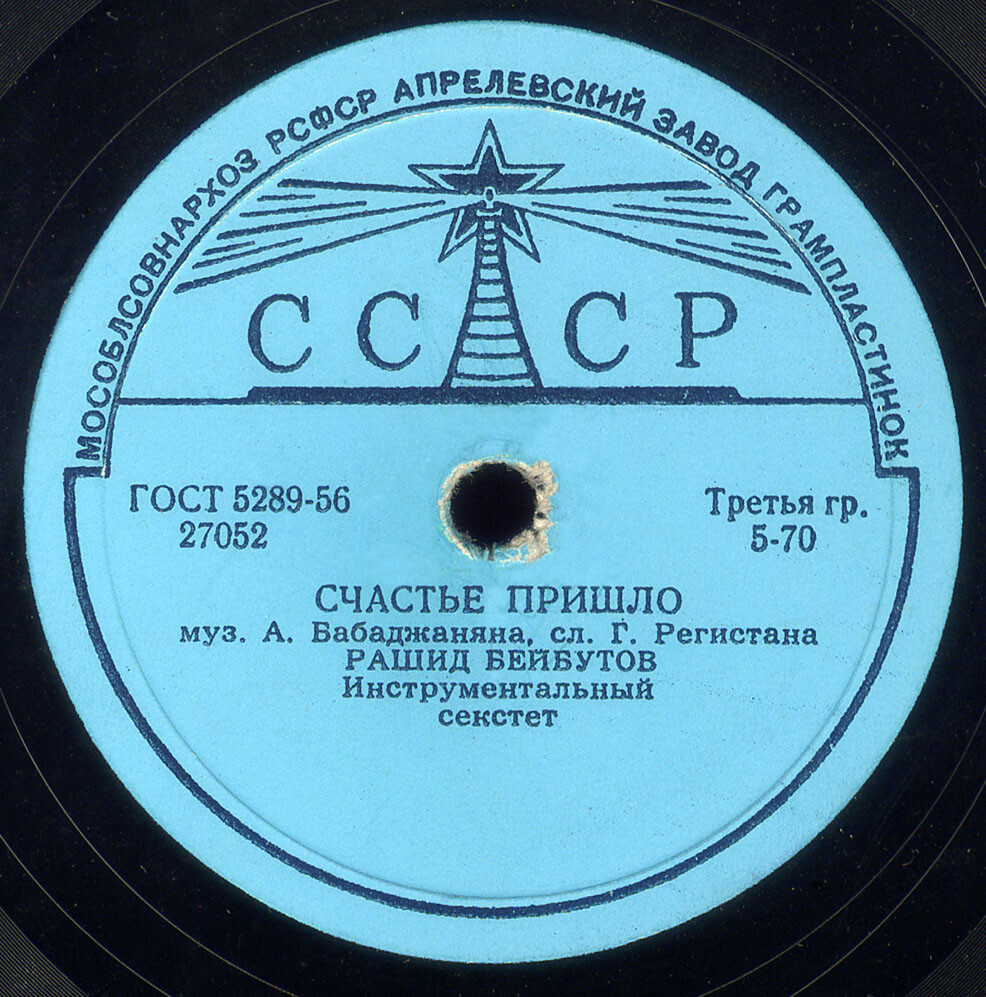 МОСОБЛСОВНАРХОЗ РСФСР АПРЕЛЕВСКИЙ ЗАВОД ГРАМПЛАСТИНОК
СССР
ГОСТ 5289-56
27052
Третья гр.
5-70
СЧАСТЬЕ ПРИШЛО
муз. А. Бабаджаняна, сл. Г. Регистана
РАШИД БЕЙБУТОВ
Инструментальный
секстет